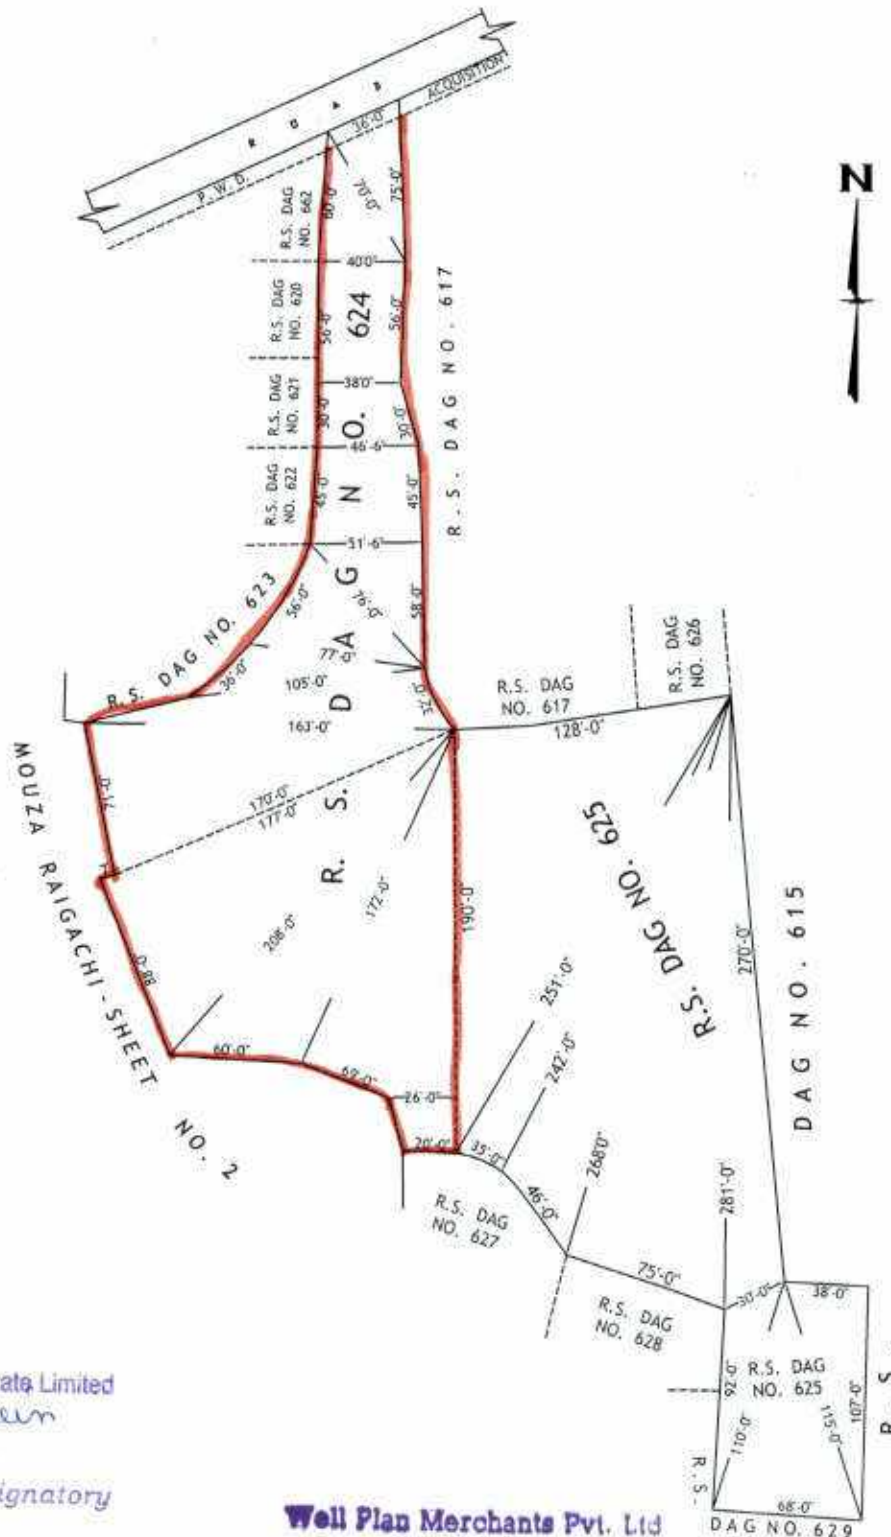 ROAD
P. W. D.
ACQUISITION
36'-0"
N
R.S. DAG
NO. 662
60'-0"
70'-0"
75'-0"
40'0"
R.S. DAG
NO. 620
56'-0"
56'-0"
R.S. DAG NO. 617
38'0"
R.S. DAG
NO. 621
30'-0"
30'-0"
46'-6"
R.S. DAG
NO. 622
45'-0"
45'-0"
51'-6"
R.S. DAG NO. 624
R.S. DAG NO. 623
56'-0"
76'-0"
58'-0"
36'-0"
77'-0"
105'-0"
163'-0"
32'-0"
R.S. DAG
NO. 617
R.S. DAG
NO. 626
128'-0"
71'-0"
170'-0"
177'-0"
MOUZA RAIGACHI-SHEET NO. 2
R.S. DAG NO. 625
208'-0"
172'-0"
190'-0"
270'-0"
DAG NO. 615
88'-0"
251'-0"
242'-0"
60'-0"
26'-0"
20'-0"
35'-0"
46'-0"
268'0"
281'-0"
R.S. DAG
NO. 627
75'-0"
30'-0"
38'-0"
R.S. DAG
NO. 628
92'-0"
R.S. DAG
NO. 625
107'-0"
110'-0"
115'-0"
R.S.
68'-0"
DAG NO. 629
R S
Limited
ignatory
Well Plan Merchants Pvt. Ltd